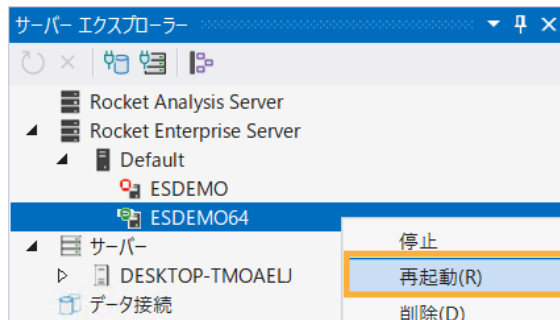 サーバー エクスプローラー
Rocket Analysis Server
Rocket Enterprise Server
Default
ESDEMO
ESDEMO64
停止
サーバー
再起動(R)
DESKTOP-TMOAELJ
削除(D)
データ接続